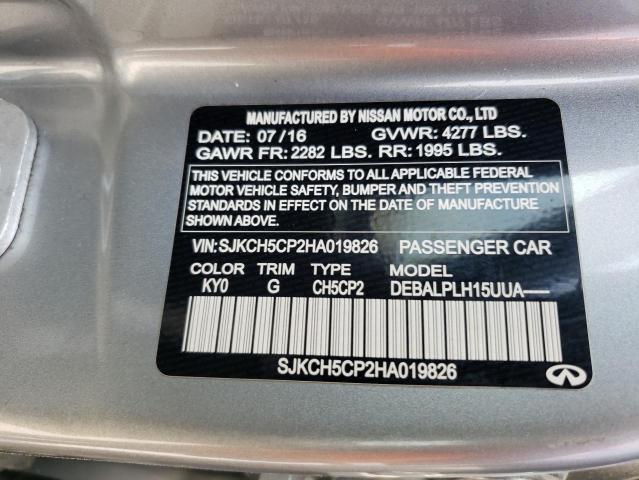 MANUFACTURED BY NISSAN MOTOR CO., LTD
DATE: 07/16 GVWR: 4277 LBS.
GAWR FR: 2282 LBS. RR: 1995 LBS.
THIS VEHICLE CONFORMS TO ALL APPLICABLE FEDERAL
MOTOR VEHICLE SAFETY, BUMPER AND THEFT PREVENTION
STANDARDS IN EFFECT ON THE DATE OF MANUFACTURE
SHOWN ABOVE.
VIN: SJKCH5CP2HA019826 PASSENGER CAR
COLOR TRIM TYPE MODEL
KY0 G CH5CP2 DEBALPLH15UUA-----
SJKCH5CP2HA019826